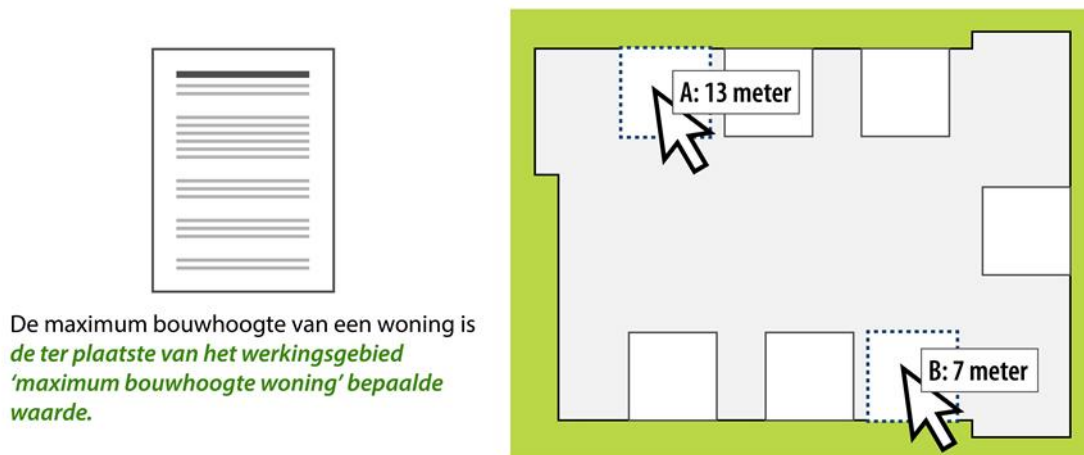 De maximum bouwhoogte van een woning is
de ter plaatste van het werkingsgebied
‘maximum bouwhoogte woning’ bepaalde
waarde.
A: 13 meter
B: 7 meter